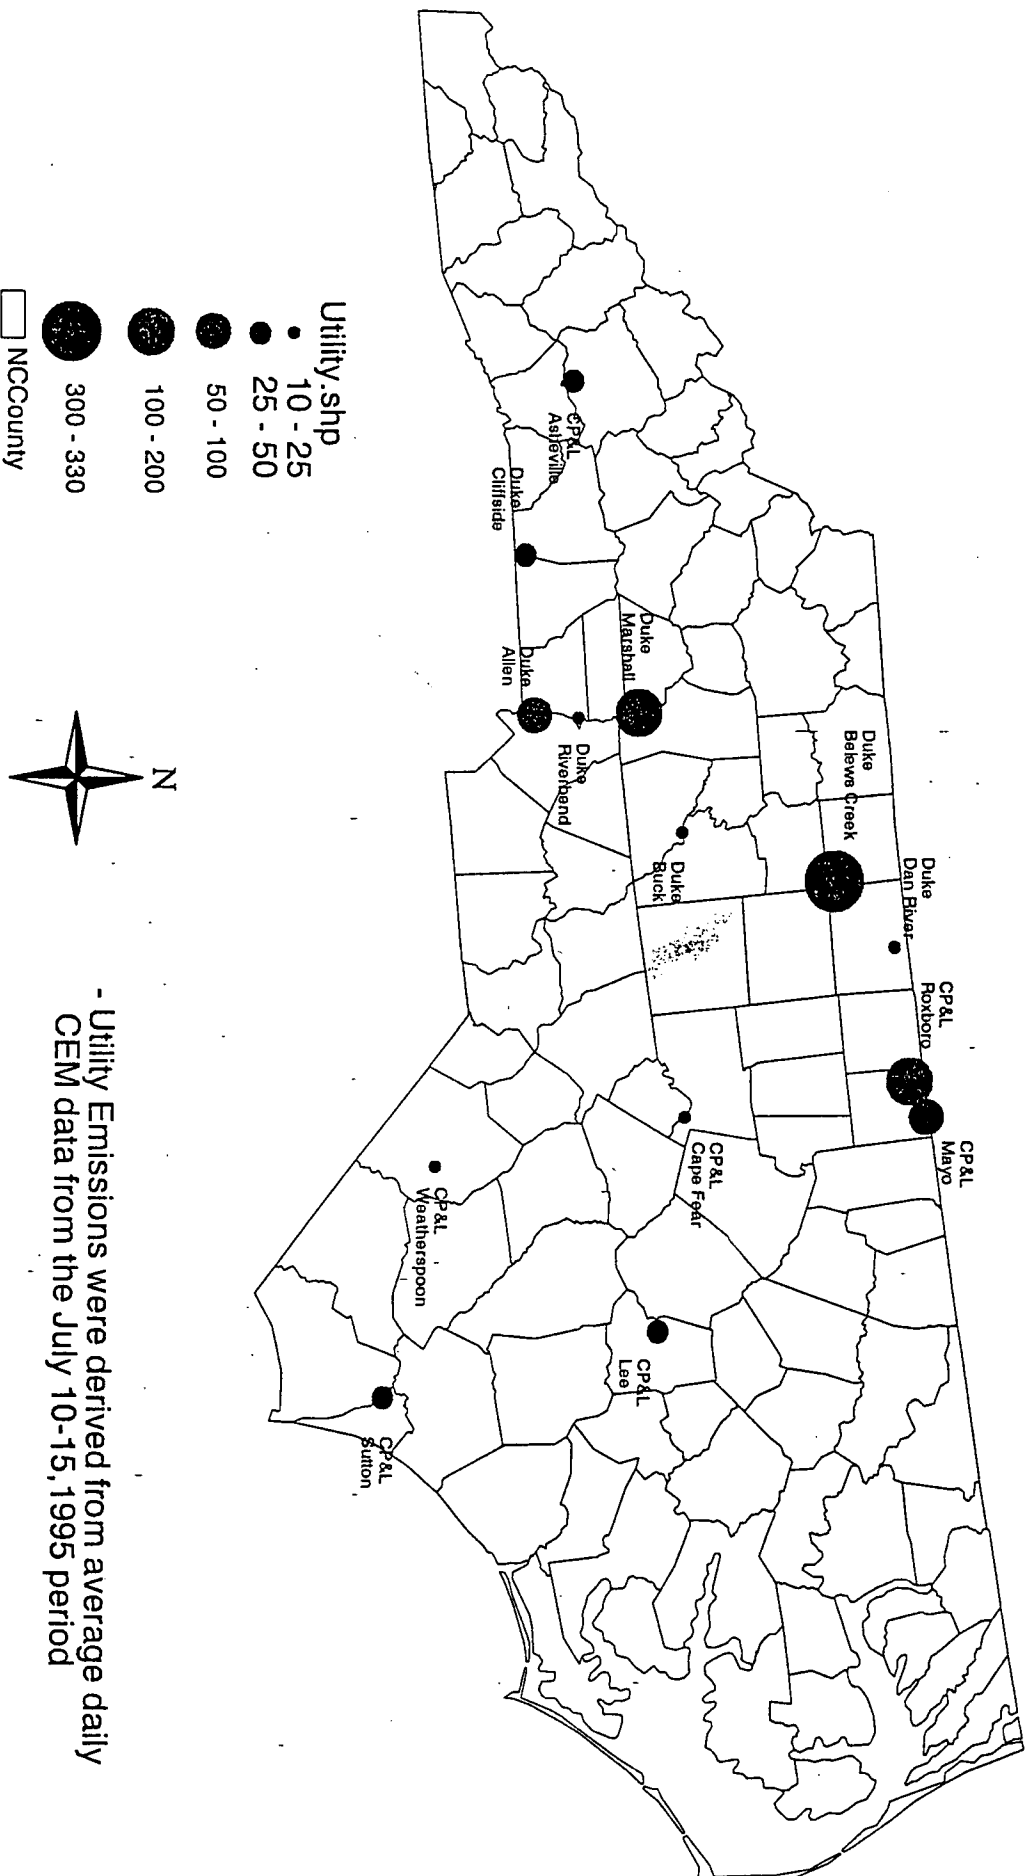 CP&L
Asheville
Duke
Cliffside
Duke
Marshall
Duke
Allen
Duke
Riverbend
Duke
Buck
Duke
Belews Creek
Duke
Dan River
CP&L
Roxboro
CP&L
Mayo
CP&L
Cape Fear
CP&L
Weatherspoon
CP&L
Lee
CP&L
Sutton
Utility.shp
10 - 25
25 - 50
50 - 100
100 - 200
300 - 330
NCCounty
N
- Utility Emissions were derived from average daily
CEM data from the July 10-15,1995 period